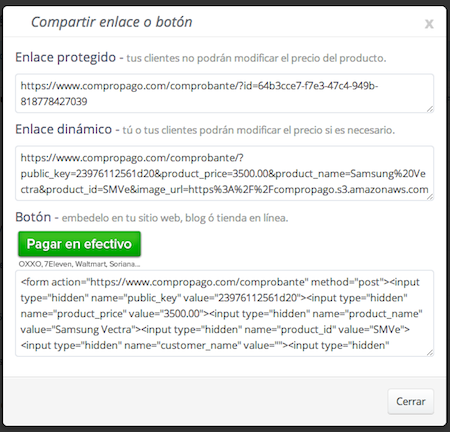 Compartir enlace o botón
x
Enlace protegido - tus clientes no podrán modificar el precio del producto.
https://www.compropago.com/comprobante/?id=64b3cce7-f7e3-47c4-949b-
818778427039
Enlace dinámico - tú o tus clientes podrán modificar el precio si es necesario.
https://www.compropago.com/comprobante/?
public_key=23976112561d20&product_price=3500.00&product_name=Samsung%20Ve
ctra&product_id=SMVe&image_url=https%3A%2F%2Fcompropago.s3.amazonaws.com
Botón - embedelo en tu sitio web, blog ó tienda en línea.
Pagar en efectivo
OXXO, 7Eleven, Walmart, Soriana...
<form action="https://www.compropago.com/comprobante" method="post"><input
type="hidden" name="public_key" value="23976112561d20"><input type="hidden"
name="product_price" value="3500.00"><input type="hidden" name="product_name"
value="Samsung Vectra"><input type="hidden" name="product_id" value="SMVe">
<input type="hidden" name="customer_name" value=""><input type="hidden"
Cerrar